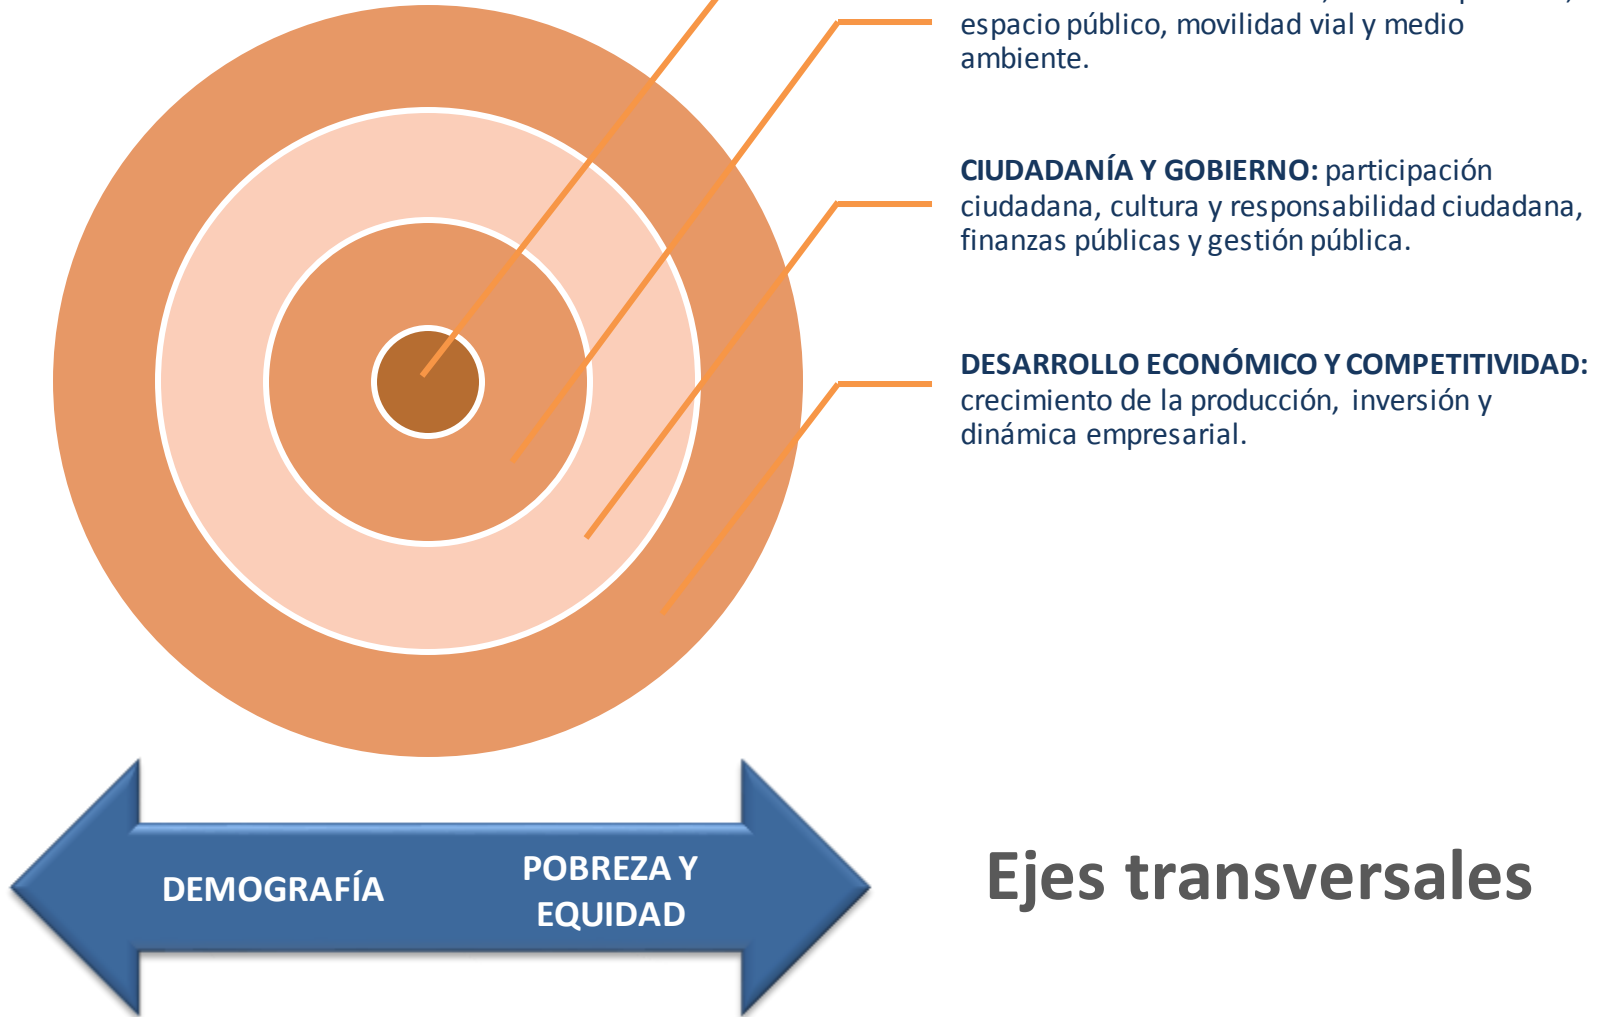 espacio público, movilidad vial y medio
ambiente.
CIUDADANÍA Y GOBIERNO: participación
ciudadana, cultura y responsabilidad ciudadana,
finanzas públicas y gestión pública.
DESARROLLO ECONÓMICO Y COMPETITIVIDAD:
crecimiento de la producción, inversión y
dinámica empresarial.
DEMOGRAFÍA
POBREZA Y
EQUIDAD
Ejes transversales